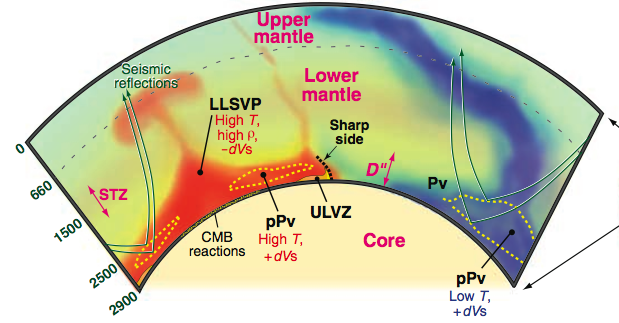 Upper
mantle
Lower
mantle
Seismic
reflections
LLSVP
High T,
high ρ,
-dVs
Sharp
side
D"
Pv
0
660
1500
2500
2900
STZ
CMB
reactions
pPv
High T,
+dVs
ULVZ
Core
pPv
Low T,
+dVs